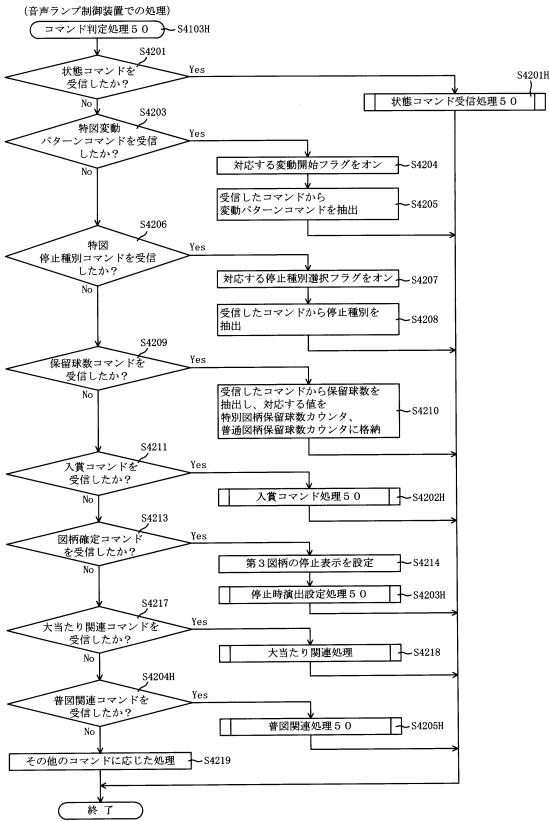 (音声ランプ制御装置での処理)
コマンド判定処理50
S4103H
S4201
状態コマンドを
受信したか？
Yes
No
S4201H
状態コマンド受信処理50
S4203
特図変動
パターンコマンドを受信
したか？
Yes
No
対応する変動開始フラグをオン
S4204
受信したコマンドから
変動パターンコマンドを抽出
S4205
S4206
特図
停止種別コマンドを受信
したか？
Yes
No
対応する停止種別選択フラグをオン
S4207
受信したコマンドから停止種別を
抽出
S4208
S4209
保留球数コマンドを
受信したか？
Yes
No
受信したコマンドから保留球数を
抽出し、対応する値を
特別図柄保留球数カウンタ、
普通図柄保留球数カウンタに格納
S4210
S4211
入賞コマンドを
受信したか？
Yes
No
入賞コマンド処理50
S4202H
S4213
図柄確定コマンド
を受信したか？
Yes
No
第3図柄の停止表示を設定
S4214
停止時演出設定処理50
S4203H
S4217
大当たり関連コマンドを
受信したか？
Yes
No
大当たり関連処理
S4218
S4204H
普図関連コマンドを
受信したか？
Yes
No
普図関連処理50
S4205H
その他のコマンドに応じた処理
S4219
終了